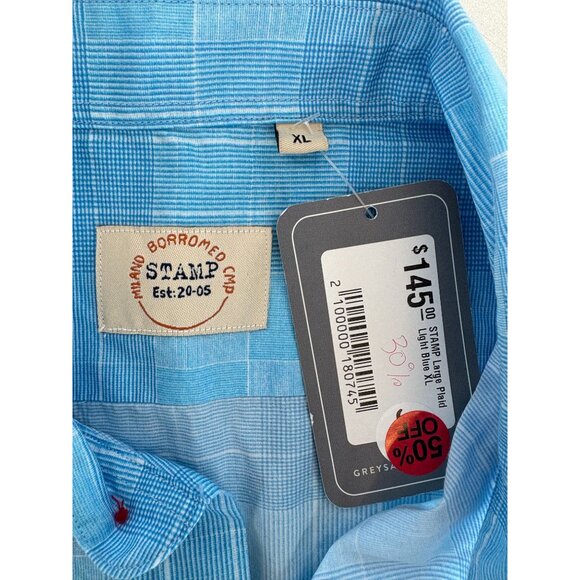 XL
MILANO BORROMEO CMP
STAMP
Est: 20-05
$145.00
STAMP Large Plaid
Light Blue XL
30%
2 100000 180745
50%
OFF